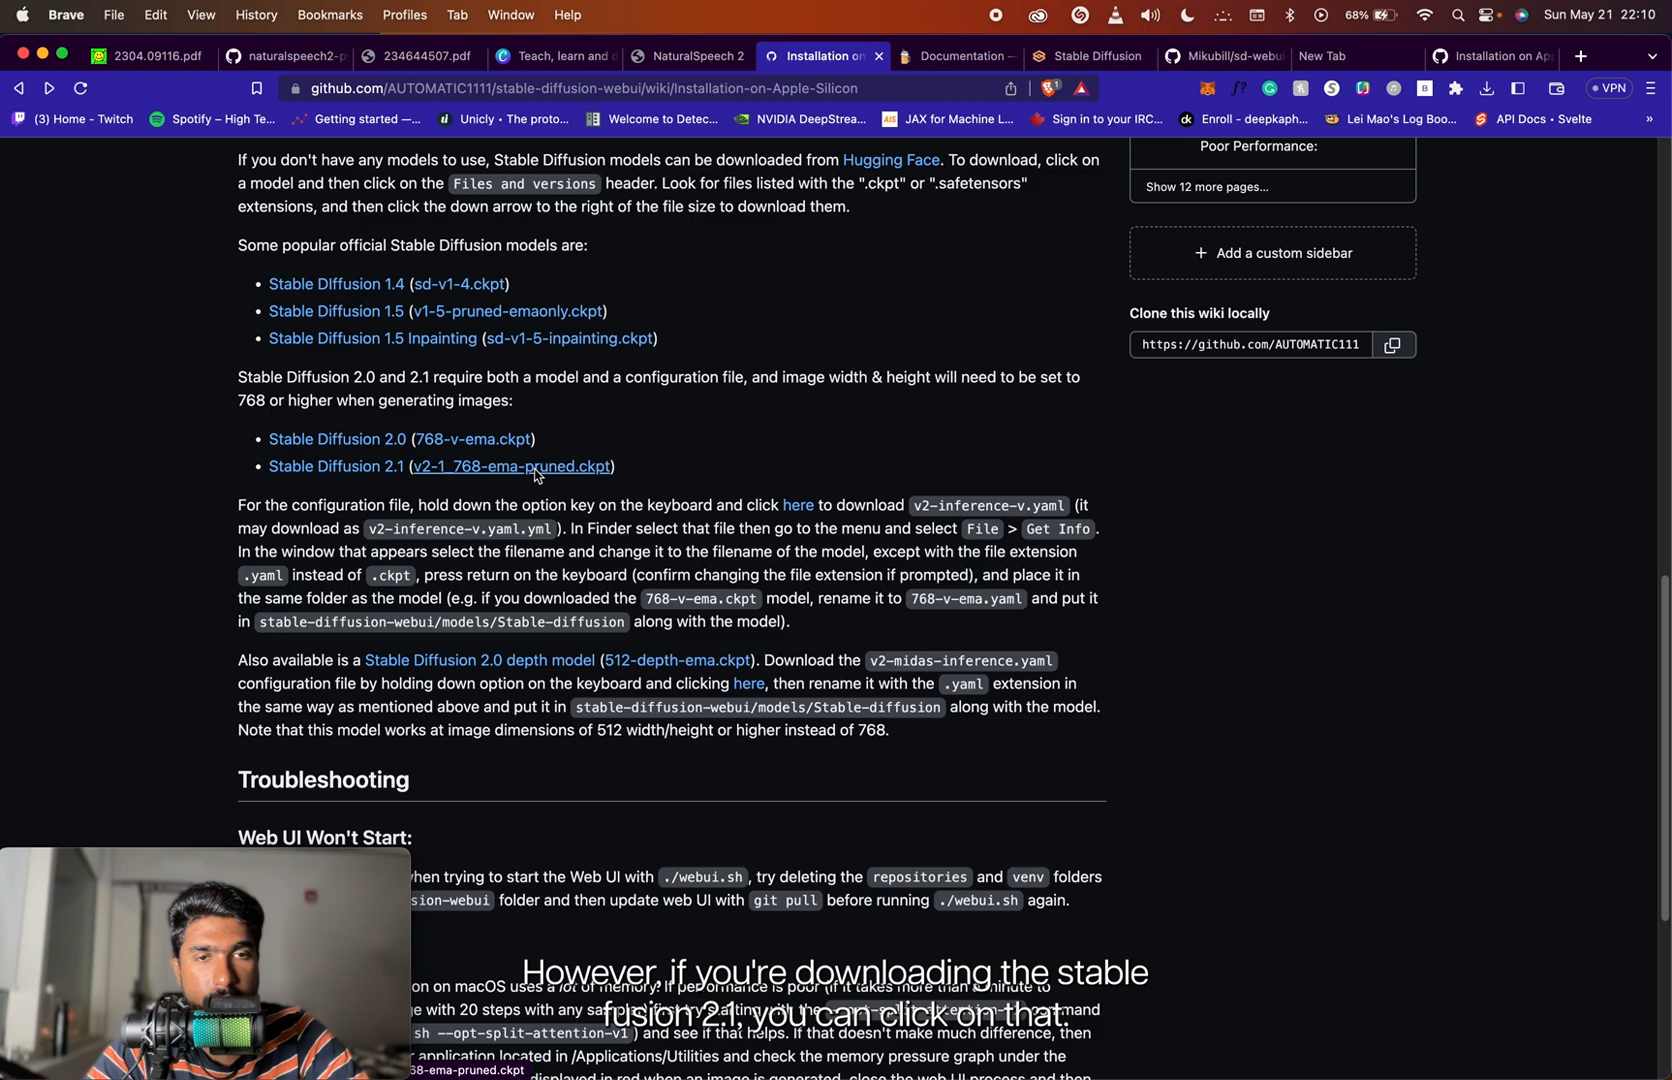 Brave File Edit View History Bookmarks Profiles Tab Window Help 68% Sun May 21 22:10
2304.09116.pdf naturalspeech2-p 234644507.pdf Teach, learn and d NaturalSpeech 2 Installation on Documentation — Stable Diffusion Mikubill/sd-webui New Tab Installation on Ap
github.com/AUTOMATIC1111/stable-diffusion-webui/wiki/Installation-on-Apple-Silicon 1 VPN
(3) Home - Twitch Spotify – High Te... Getting started —... Unicly • The proto... Welcome to Detec... NVIDIA DeepStrea... JAX for Machine L... Sign in to your IRC... Enroll - deepkaph... Lei Mao's Log Boo... API Docs • Svelte »
If you don't have any models to use, Stable Diffusion models can be downloaded from Hugging Face. To download, click on
a model and then click on the Files and versions header. Look for files listed with the ".ckpt" or ".safetensors"
extensions, and then click the down arrow to the right of the file size to download them.
Some popular official Stable Diffusion models are:
• Stable DIffusion 1.4 (sd-v1-4.ckpt)
• Stable Diffusion 1.5 (v1-5-pruned-emaonly.ckpt)
• Stable Diffusion 1.5 Inpainting (sd-v1-5-inpainting.ckpt)
Stable Diffusion 2.0 and 2.1 require both a model and a configuration file, and image width & height will need to be set to
768 or higher when generating images:
• Stable Diffusion 2.0 (768-v-ema.ckpt)
• Stable Diffusion 2.1 (v2-1_768-ema-pruned.ckpt)
For the configuration file, hold down the option key on the keyboard and click here to download v2-inference-v.yaml (it
may download as v2-inference-v.yaml.yml). In Finder select that file then go to the menu and select File > Get Info.
In the window that appears select the filename and change it to the filename of the model, except with the file extension
.yaml instead of .ckpt, press return on the keyboard (confirm changing the file extension if prompted), and place it in
the same folder as the model (e.g. if you downloaded the 768-v-ema.ckpt model, rename it to 768-v-ema.yaml and put it
in stable-diffusion-webui/models/Stable-diffusion along with the model).
Also available is a Stable Diffusion 2.0 depth model (512-depth-ema.ckpt). Download the v2-midas-inference.yaml
configuration file by holding down option on the keyboard and clicking here, then rename it with the .yaml extension in
the same way as mentioned above and put it in stable-diffusion-webui/models/Stable-diffusion along with the model.
Note that this model works at image dimensions of 512 width/height or higher instead of 768.
Troubleshooting
Web UI Won't Start:
hen trying to start the Web UI with ./webui.sh, try deleting the repositories and venv folders
sion-webui folder and then update web UI with git pull before running ./webui.sh again.
on on macOS uses a lot of memory. If performance is poor (if it takes more than a minute to
e with 20 steps with any sampler) first try starting with the --opt-split-attention-v1 command
sh --opt-split-attention-v1) and see if that helps. If that doesn't make much difference, then
r application located in /Applications/Utilities and check the memory pressure graph under the
68-ema-pruned.ckpt
displayed in red when an image is generated, close the web UI process and then
Poor Performance:
Show 12 more pages...
+ Add a custom sidebar
Clone this wiki locally
https://github.com/AUTOMATIC111
However, if you're downloading the stable
fusion 2.1, you can click on that.